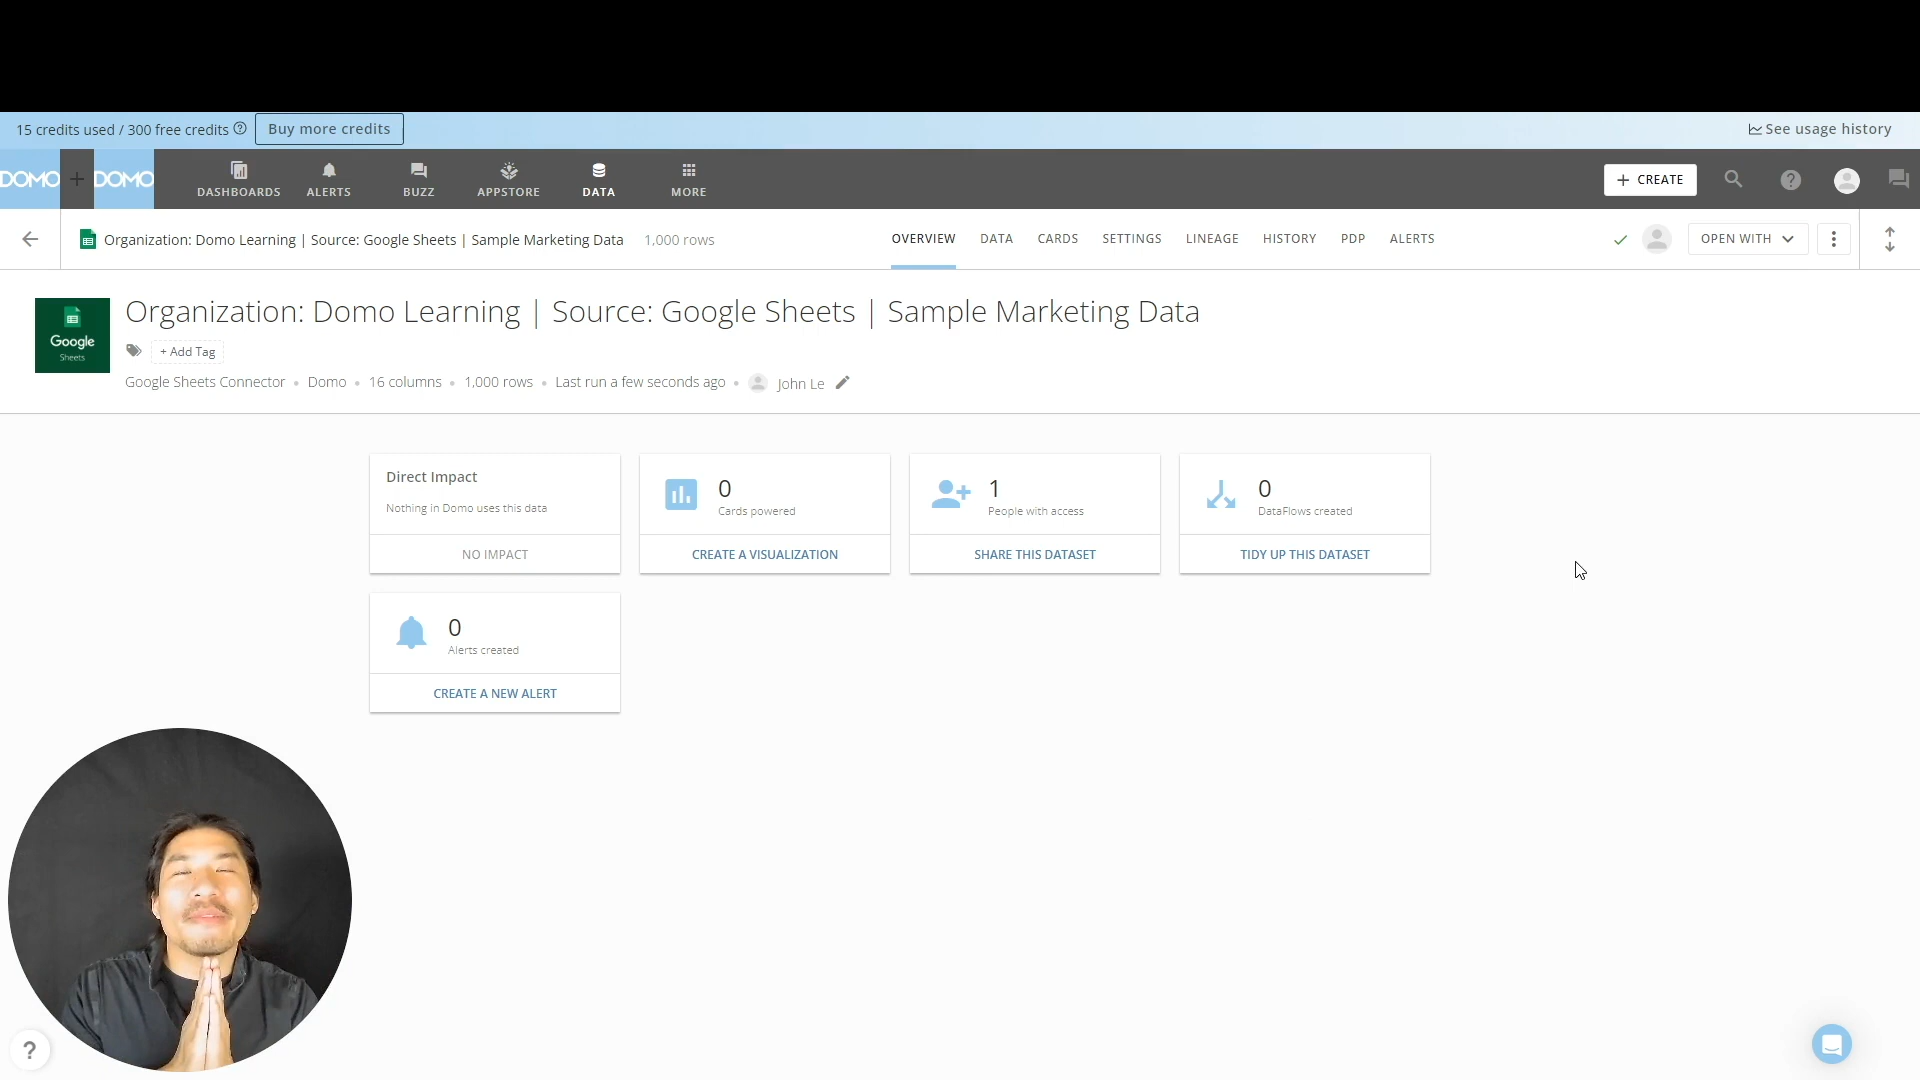 15 credits used / 300 free credits ?
Buy more credits
See usage history
DOMO + DOMO
DASHBOARDS
ALERTS
BUZZ
APPSTORE
DATA
MORE
+ CREATE
?
Organization: Domo Learning | Source: Google Sheets | Sample Marketing Data
1,000 rows
OVERVIEW
DATA
CARDS
SETTINGS
LINEAGE
HISTORY
PDP
ALERTS
OPEN WITH
Google
Sheets
Organization: Domo Learning | Source: Google Sheets | Sample Marketing Data
+ Add Tag
Google Sheets Connector • Domo • 16 columns • 1,000 rows • Last run a few seconds ago • John Le
Direct Impact
Nothing in Domo uses this data
NO IMPACT
0
Cards powered
CREATE A VISUALIZATION
1
People with access
SHARE THIS DATASET
0
DataFlows created
TIDY UP THIS DATASET
0
Alerts created
CREATE A NEW ALERT
?